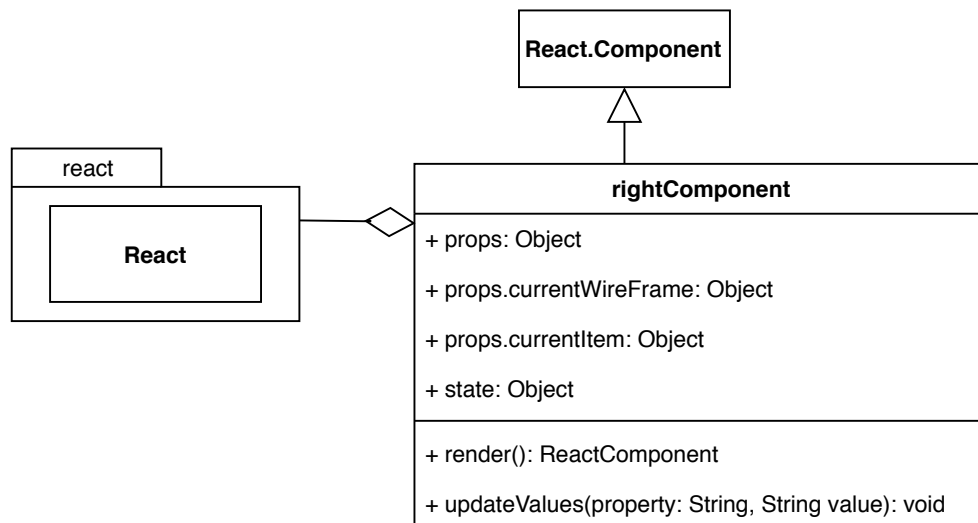 React.Component
react
React
rightComponent
+ props: Object
+ props.currentWireFrame: Object
+ props.currentItem: Object
+ state: Object
+ render(): ReactComponent
+ updateValues(property: String, String value): void